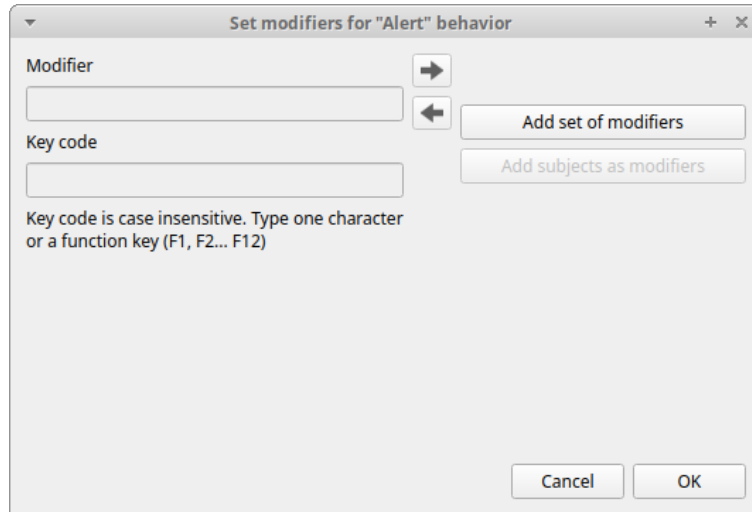 Set modifiers for "Alert" behavior
Modifier
Add set of modifiers
Key code
Add subjects as modifiers
Key code is case insensitive. Type one character
or a function key (F1, F2... F12)
Cancel
OK